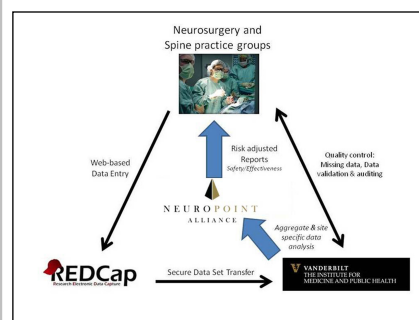 Neurosurgery and
Spine practice groups
Web-based
Data Entry
Risk adjusted
Reports
Safety/Effectiveness
Quality control:
Missing data, Data
validation & auditing
NEUROPOINT
ALLIANCE
Aggregate & site
specific data
analysis
REDCap
Research Electronic Data Capture
Secure Data Set Transfer
V VANDERBILT
THE INSTITUTE FOR
MEDICINE AND PUBLIC HEALTH